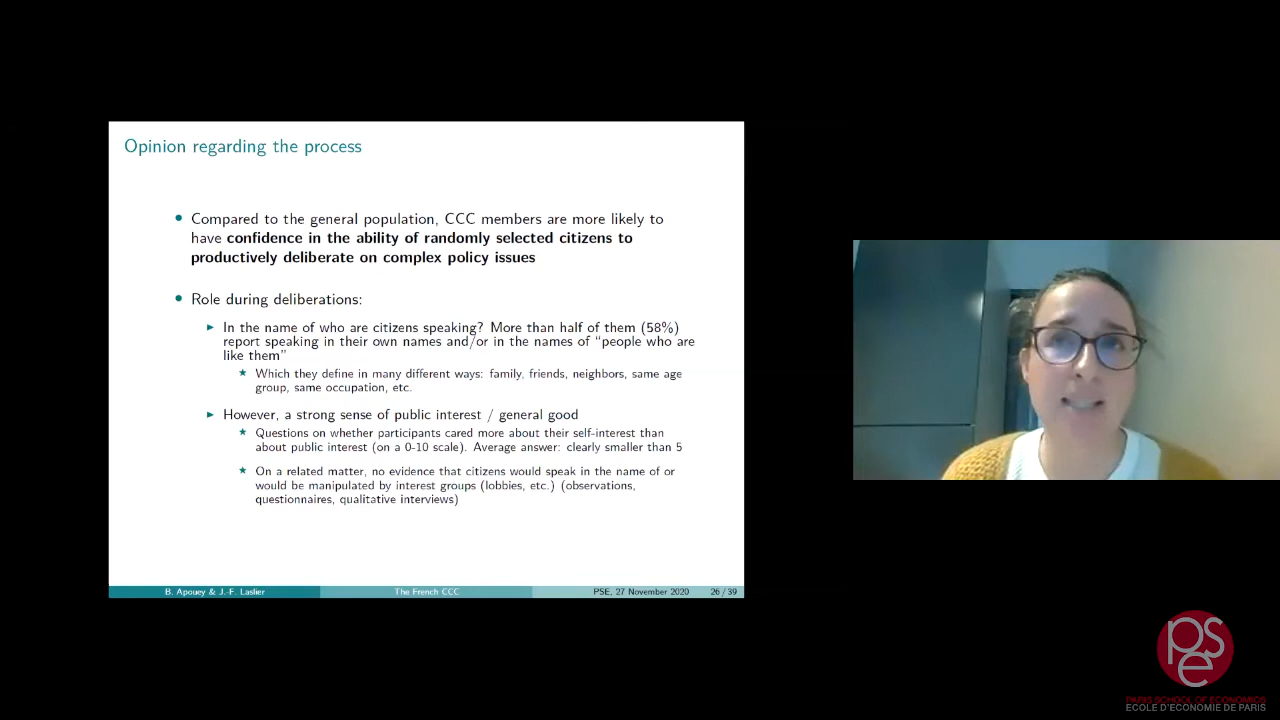 Opinion regarding the process
• Compared to the general population, CCC members are more likely to
have confidence in the ability of randomly selected citizens to
productively deliberate on complex policy issues
• Role during deliberations:
▶ In the name of who are citizens speaking? More than half of them (58%)
report speaking in their own names and/or in the names of “people who are
like them”
★ Which they define in many different ways: family, friends, neighbors, same age
group, same occupation, etc.
▶ However, a strong sense of public interest / general good
★ Questions on whether participants cared more about their self-interest than
about public interest (on a 0-10 scale). Average answer: clearly smaller than 5
★ On a related matter, no evidence that citizens would speak in the name of or
would be manipulated by interest groups (lobbies, etc.) (observations,
questionnaires, qualitative interviews)
B. Apouey & J.-F. Laslier The French CCC PSE, 27 November 2020 26 / 39
pse
PARIS SCHOOL OF ECONOMICS
ECOLE D'ECONOMIE DE PARIS